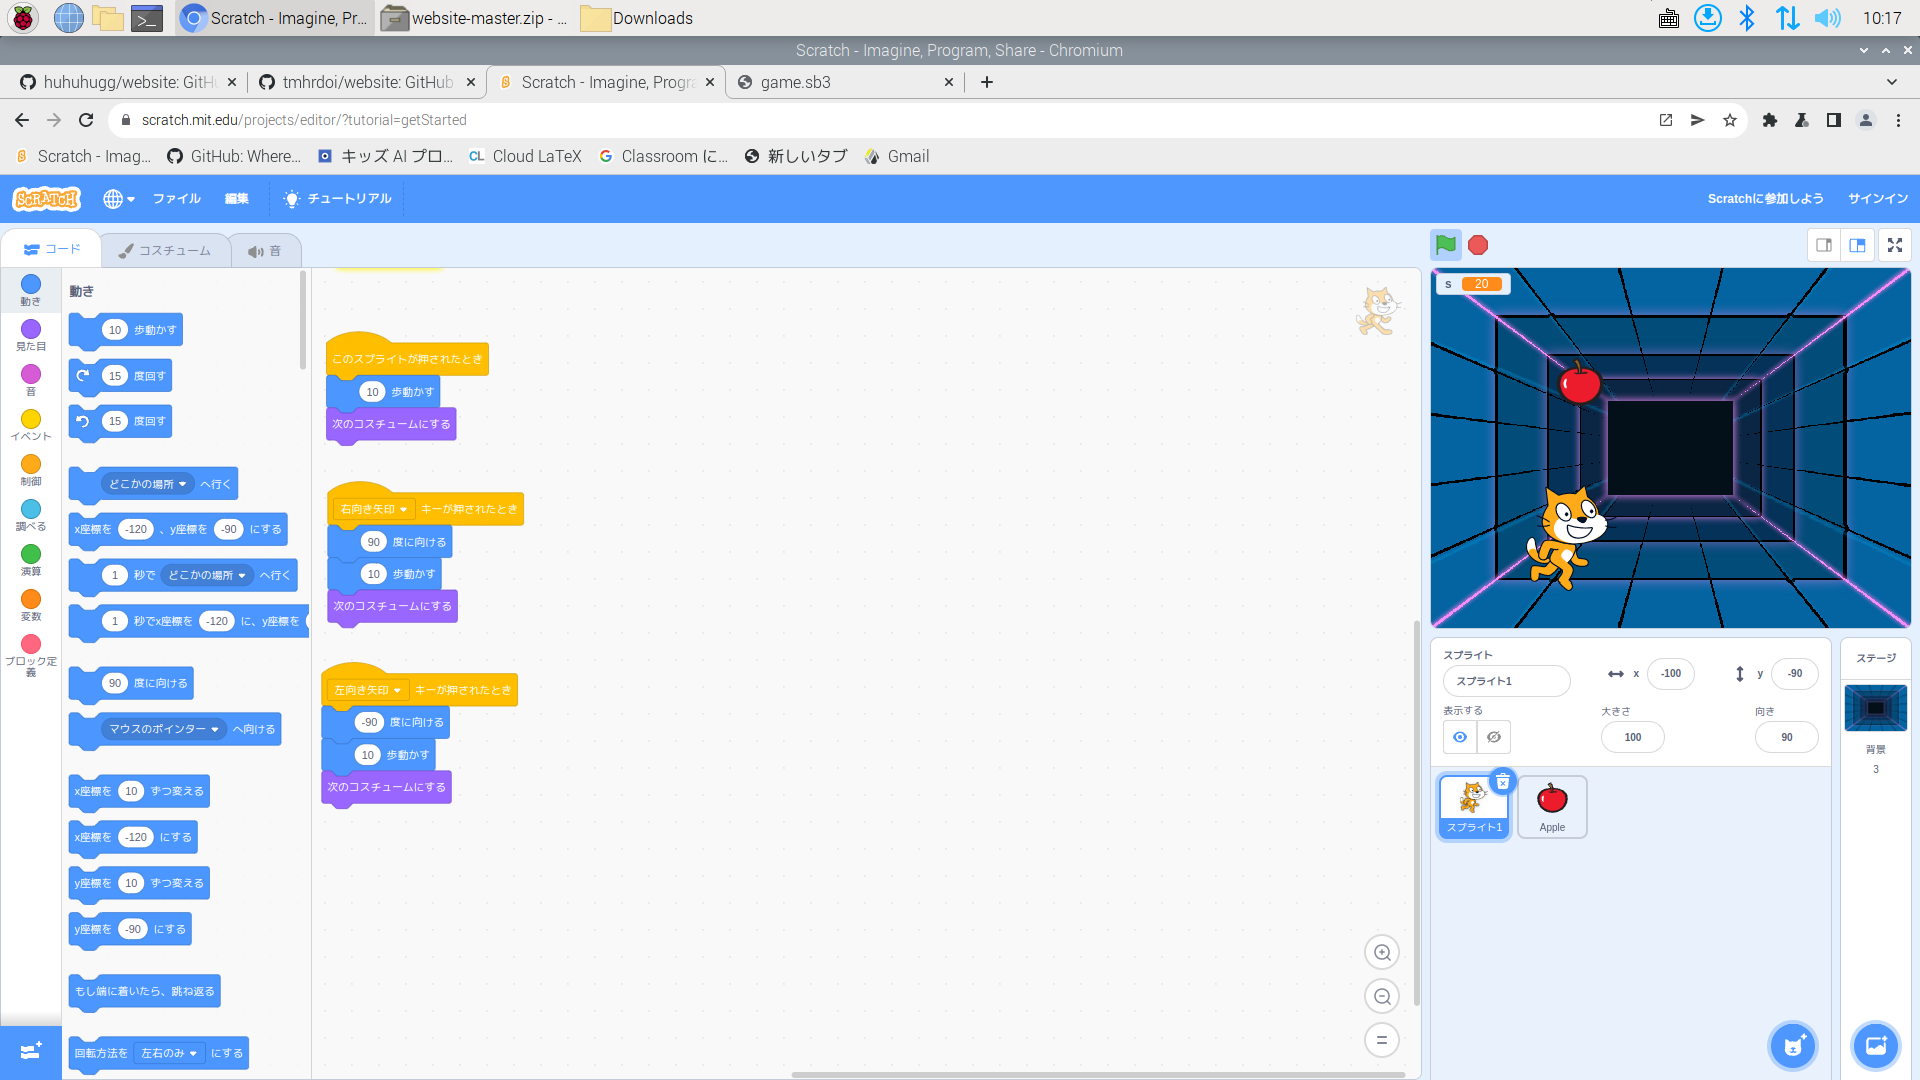 Scratch - Imagine, Pr...
website-master.zip - ...
Downloads
10:17
Scratch - Imagine, Program, Share - Chromium
huhuhugg/website: GitHu
tmhrdoi/website: GitHub
Scratch - Imagine, Progra
game.sb3
scratch.mit.edu/projects/editor/?tutorial=getStarted
Scratch - Imag...
GitHub: Where...
キッズ AI プロ...
CL
Cloud LaTeX
Classroom に...
新しいタブ
Gmail
SCRATCH
ファイル
編集
チュートリアル
Scratchに参加しよう
サインイン
コード
コスチューム
音
動き
見た目
音
イベント
制御
調べる
演算
変数
ブロック定義
動き
10 歩動かす
15 度回す
15 度回す
どこかの場所 へ行く
x座標を -120 、y座標を -90 にする
1 秒で どこかの場所 へ行く
1 秒でx座標を -120 に、y座標を
90 度に向ける
マウスのポインター へ向ける
x座標を 10 ずつ変える
x座標を -120 にする
y座標を 10 ずつ変える
y座標を -90 にする
もし端に着いたら、跳ね返る
回転方法を 左右のみ にする
このスプライトが押されたとき
10 歩動かす
次のコスチュームにする
右向き矢印 キーが押されたとき
90 度に向ける
10 歩動かす
次のコスチュームにする
左向き矢印 キーが押されたとき
-90 度に向ける
10 歩動かす
次のコスチュームにする
s 20
スプライト
スプライト1
x -100
y -90
表示する
大きさ
100
向き
90
スプライト1
Apple
ステージ
背景
3